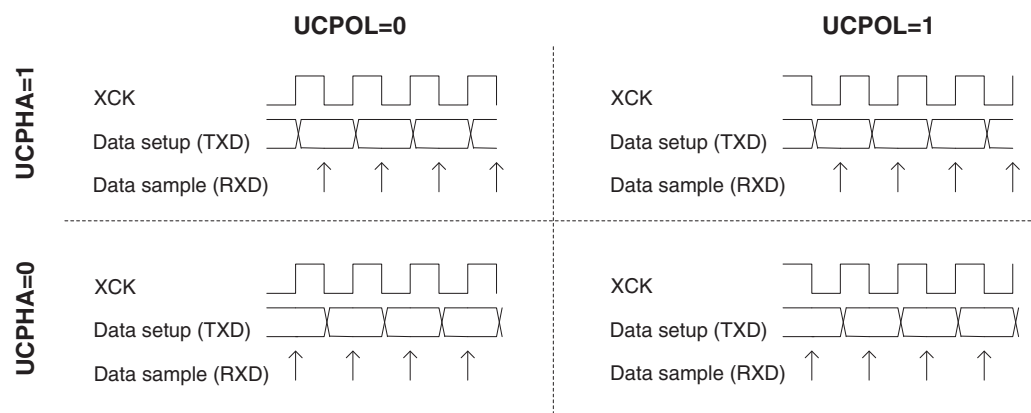 UCPOL=0
UCPOL=1
UCPHA=1
XCK
Data setup (TXD)
Data sample (RXD)
XCK
Data setup (TXD)
Data sample (RXD)
UCPHA=0
XCK
Data setup (TXD)
Data sample (RXD)
XCK
Data setup (TXD)
Data sample (RXD)